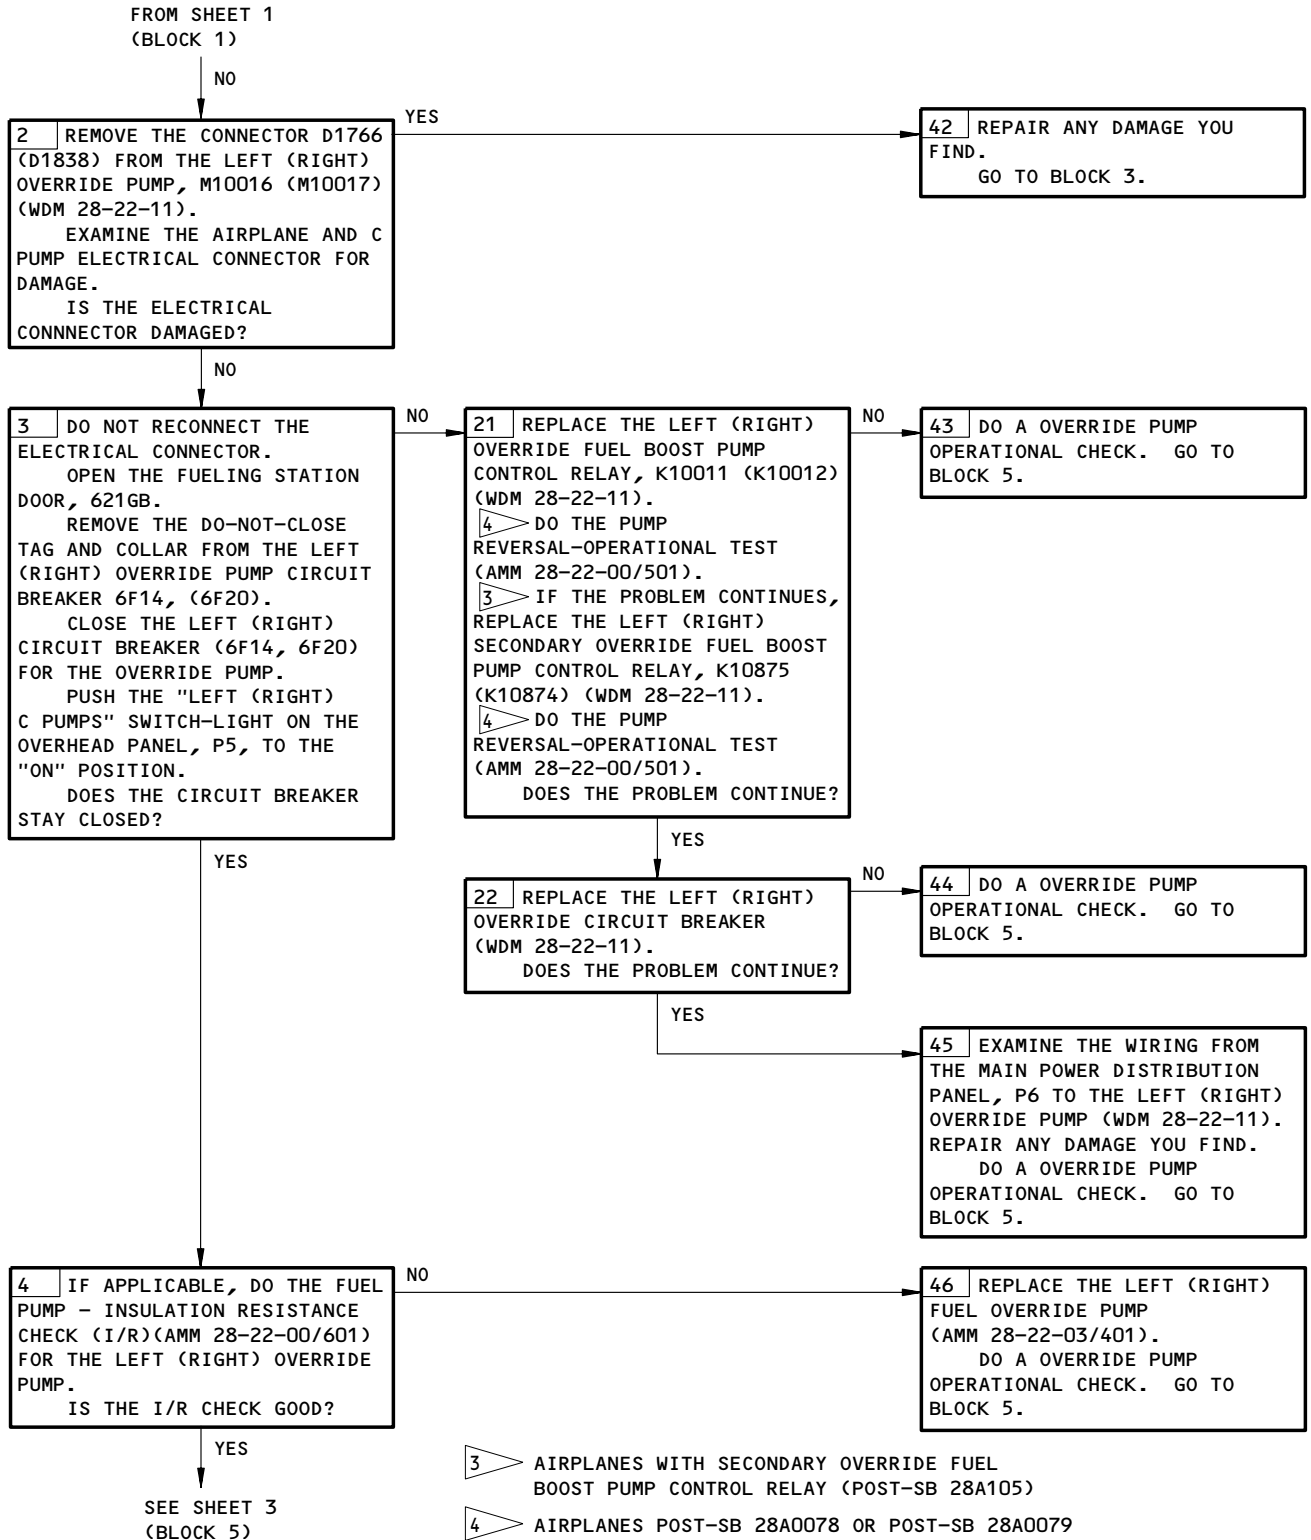 FROM SHEET 1
(BLOCK 1)
NO
2 REMOVE THE CONNECTOR D1766
(D1838) FROM THE LEFT (RIGHT)
OVERRIDE PUMP, M10016 (M10017)
(WDM 28-22-11).
EXAMINE THE AIRPLANE AND C
PUMP ELECTRICAL CONNECTOR FOR
DAMAGE.
IS THE ELECTRICAL
CONNNECTOR DAMAGED?
YES
42 REPAIR ANY DAMAGE YOU
FIND.
GO TO BLOCK 3.
NO
3 DO NOT RECONNECT THE
ELECTRICAL CONNECTOR.
OPEN THE FUELING STATION
DOOR, 621GB.
REMOVE THE DO-NOT-CLOSE
TAG AND COLLAR FROM THE LEFT
(RIGHT) OVERRIDE PUMP CIRCUIT
BREAKER 6F14, (6F20).
CLOSE THE LEFT (RIGHT)
CIRCUIT BREAKER (6F14, 6F20)
FOR THE OVERRIDE PUMP.
PUSH THE "LEFT (RIGHT)
C PUMPS" SWITCH-LIGHT ON THE
OVERHEAD PANEL, P5, TO THE
"ON" POSITION.
DOES THE CIRCUIT BREAKER
STAY CLOSED?
NO
21 REPLACE THE LEFT (RIGHT)
OVERRIDE FUEL BOOST PUMP
CONTROL RELAY, K10011 (K10012)
(WDM 28-22-11).
4 DO THE PUMP
REVERSAL-OPERATIONAL TEST
(AMM 28-22-00/501).
3 IF THE PROBLEM CONTINUES,
REPLACE THE LEFT (RIGHT)
SECONDARY OVERRIDE FUEL BOOST
PUMP CONTROL RELAY, K10875
(K10874) (WDM 28-22-11).
4 DO THE PUMP
REVERSAL-OPERATIONAL TEST
(AMM 28-22-00/501).
DOES THE PROBLEM CONTINUE?
NO
43 DO A OVERRIDE PUMP
OPERATIONAL CHECK. GO TO
BLOCK 5.
YES
22 REPLACE THE LEFT (RIGHT)
OVERRIDE CIRCUIT BREAKER
(WDM 28-22-11).
DOES THE PROBLEM CONTINUE?
NO
44 DO A OVERRIDE PUMP
OPERATIONAL CHECK. GO TO
BLOCK 5.
YES
45 EXAMINE THE WIRING FROM
THE MAIN POWER DISTRIBUTION
PANEL, P6 TO THE LEFT (RIGHT)
OVERRIDE PUMP (WDM 28-22-11).
REPAIR ANY DAMAGE YOU FIND.
DO A OVERRIDE PUMP
OPERATIONAL CHECK. GO TO
BLOCK 5.
YES
4 IF APPLICABLE, DO THE FUEL
PUMP - INSULATION RESISTANCE
CHECK (I/R)(AMM 28-22-00/601)
FOR THE LEFT (RIGHT) OVERRIDE
PUMP.
IS THE I/R CHECK GOOD?
NO
46 REPLACE THE LEFT (RIGHT)
FUEL OVERRIDE PUMP
(AMM 28-22-03/401).
DO A OVERRIDE PUMP
OPERATIONAL CHECK. GO TO
BLOCK 5.
YES
SEE SHEET 3
(BLOCK 5)
3 AIRPLANES WITH SECONDARY OVERRIDE FUEL
BOOST PUMP CONTROL RELAY (POST-SB 28A105)
4 AIRPLANES POST-SB 28A0078 OR POST-SB 28A0079